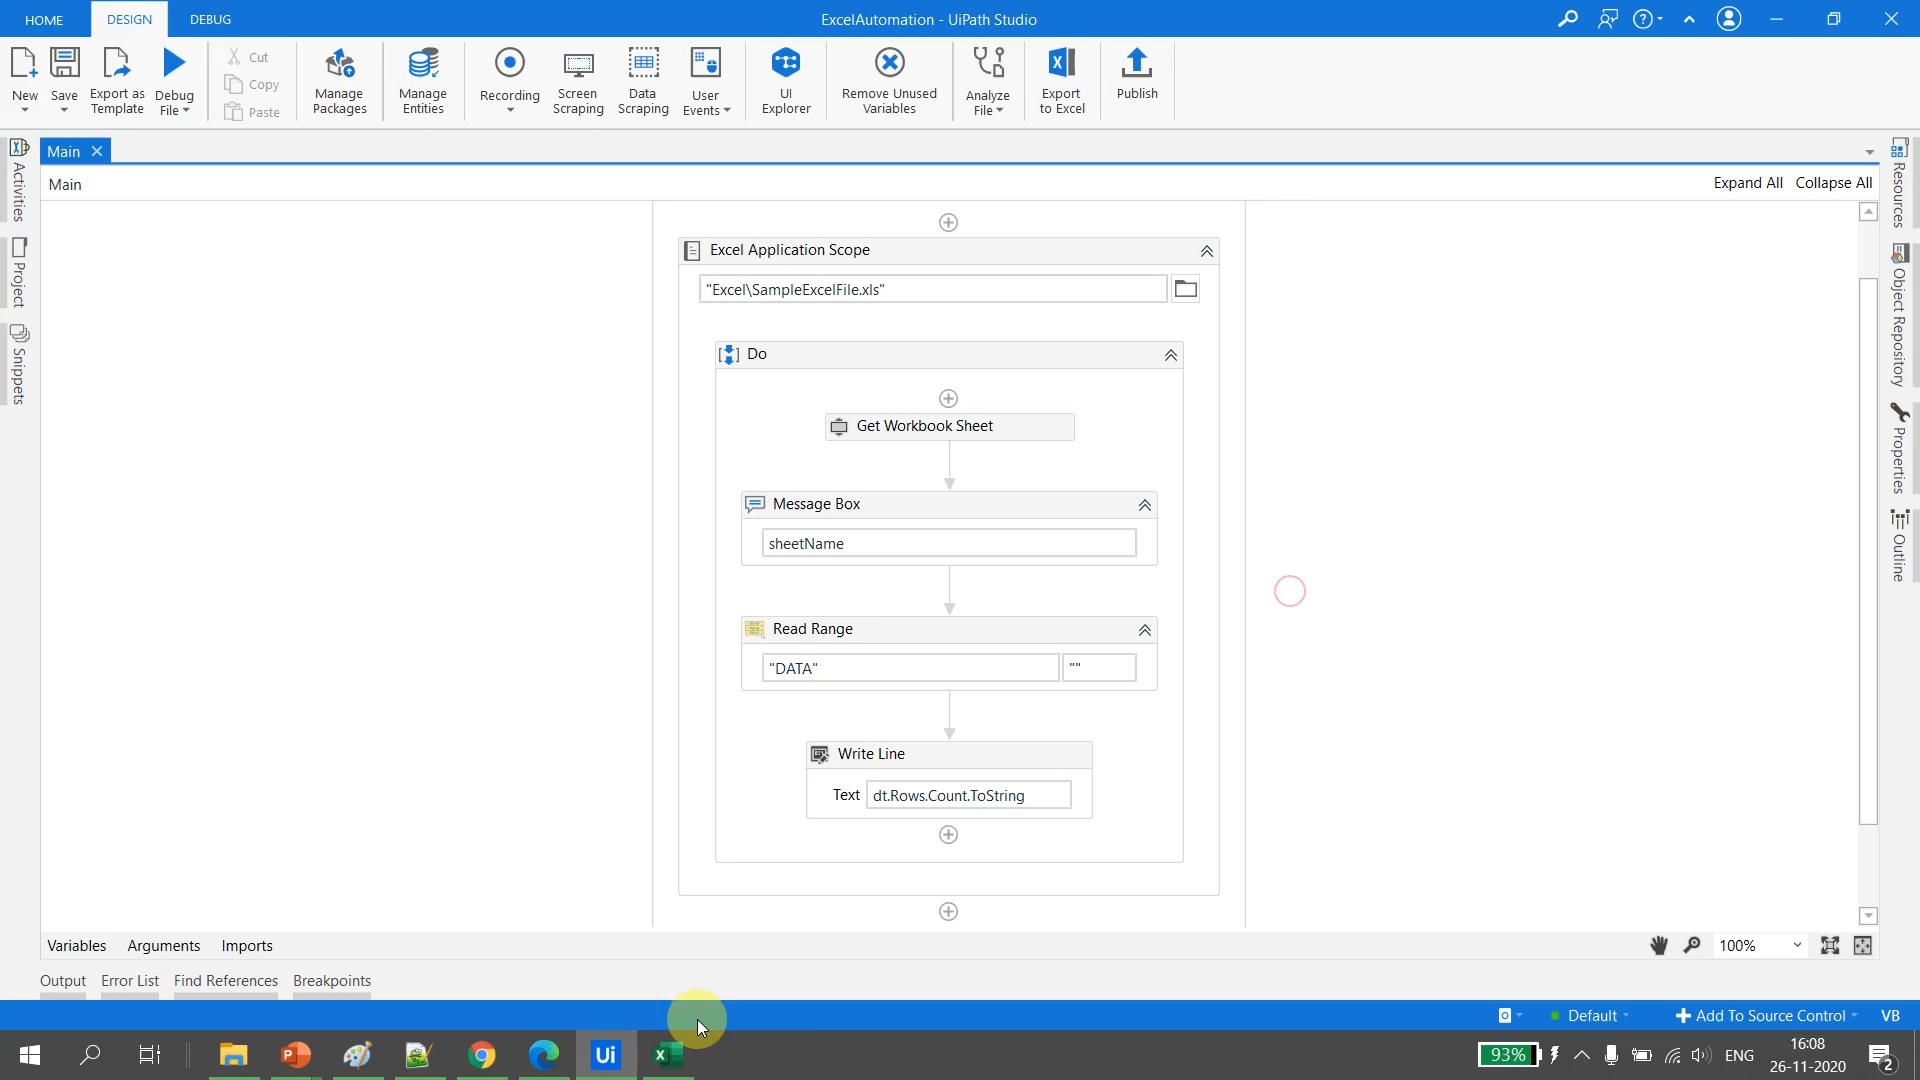 HOME
DESIGN
DEBUG
ExcelAutomation - UiPath Studio
New
Save
Export as
Template
Debug
File
Cut
Copy
Paste
Manage
Packages
Manage
Entities
Recording
Screen
Scraping
Data
Scraping
User
Events
UI
Explorer
Remove Unused
Variables
Analyze
File
Export
to Excel
Publish
Main
Main
Expand All
Collapse All
Activities
Project
Snippets
Resources
Object Repository
Properties
Outline
Excel Application Scope
"Excel\SampleExcelFile.xls"
Do
Get Workbook Sheet
Message Box
sheetName
Read Range
"DATA"
""
Write Line
Text
dt.Rows.Count.ToString
Variables
Arguments
Imports
100%
Output
Error List
Find References
Breakpoints
Default
Add To Source Control
VB
Ui
93%
ENG
16:08
26-11-2020
2